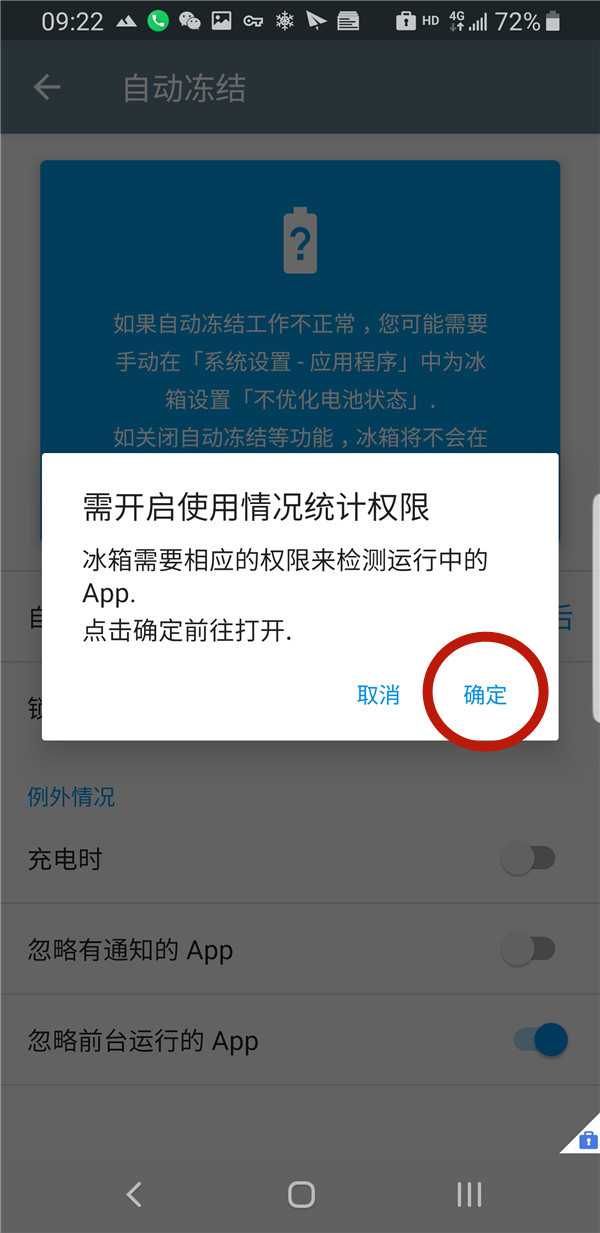 09:22 HD 4G 72%
自动冻结
?
如果自动冻结工作不正常，您可能需要
手动在「系统设置 - 应用程序」中为冰
箱设置「不优化电池状态」.
如关闭自动冻结等功能，冰箱将不会在
需开启使用情况统计权限
冰箱需要相应的权限来检测运行中的
App.
点击确定前往打开.
取消 确定
后
锁
例外情况
充电时
忽略有通知的 App
忽略前台运行的 App